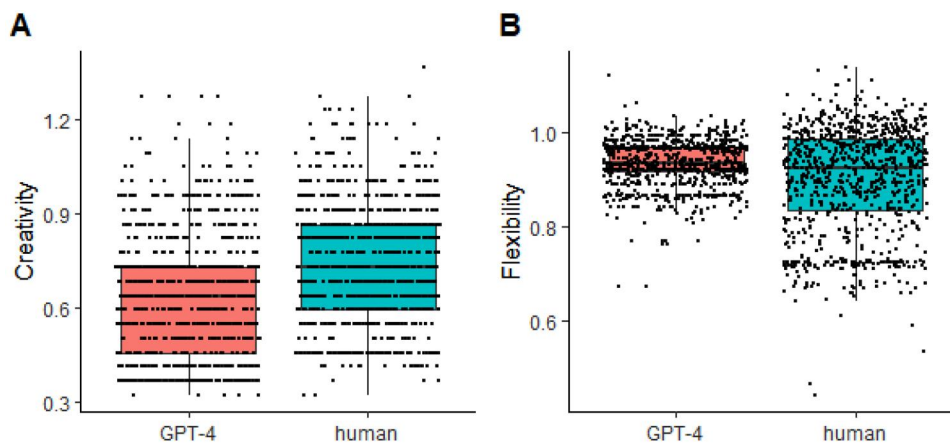 A
Creativity
1.2
0.9
0.6
0.3
GPT-4 human
B
Flexibility
1.0
0.8
0.6
GPT-4 human